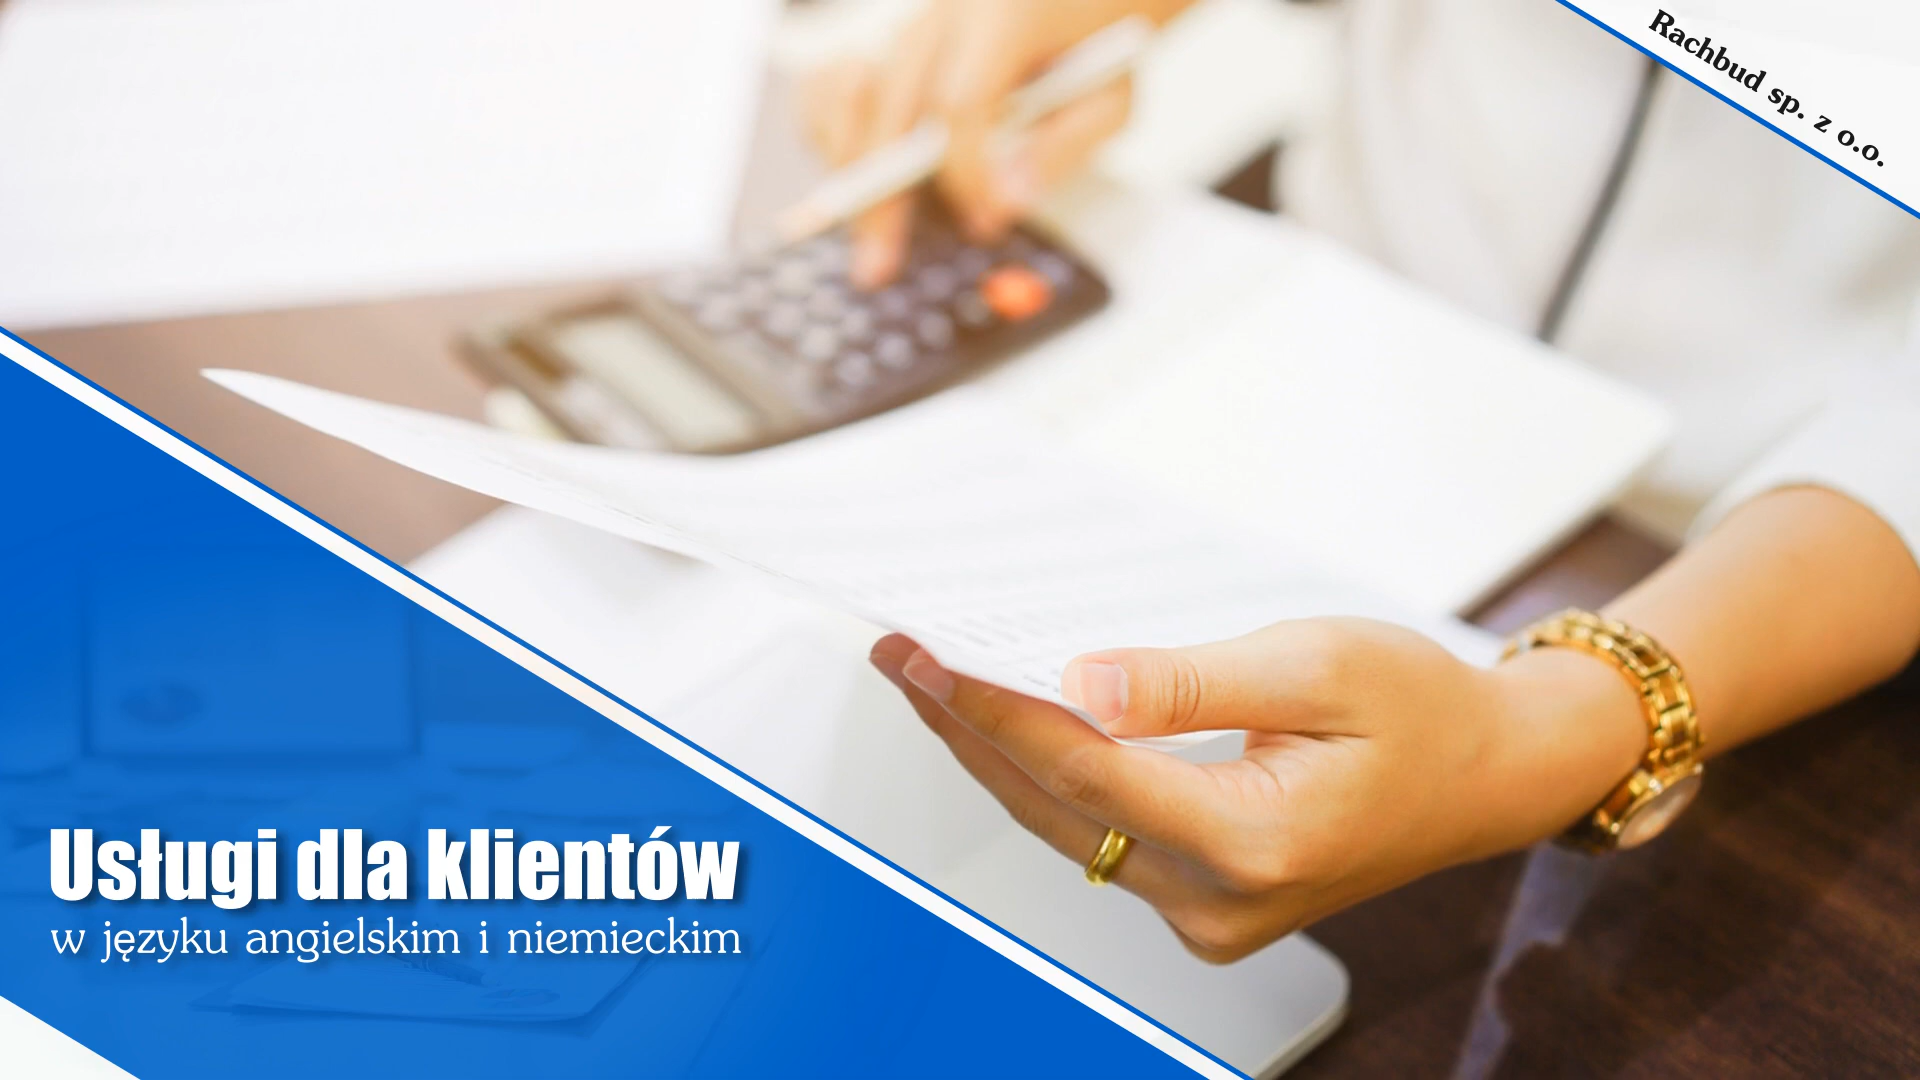 Rachbud sp. z o.o.
Usługi dla klientów
w języku angielskim i niemieckim